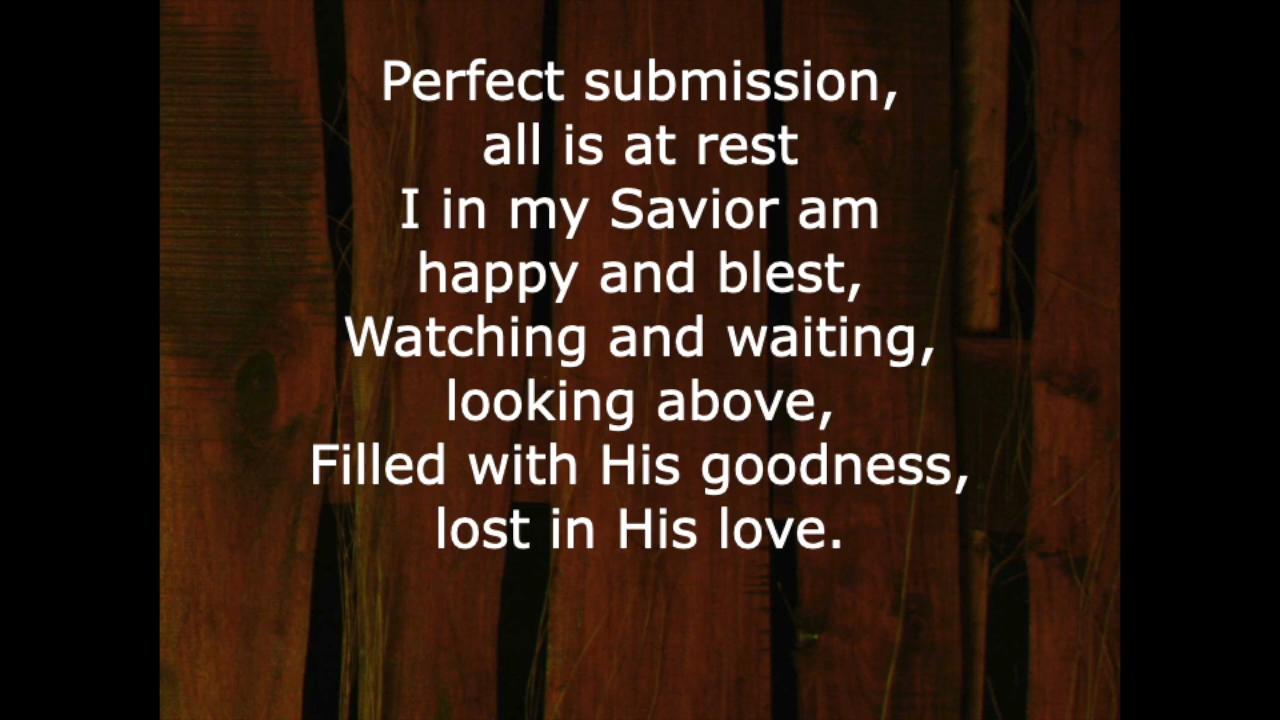 Perfect submission,
all is at rest
I in my Savior am
happy and blest,
Watching and waiting,
looking above,
Filled with His goodness,
lost in His love.